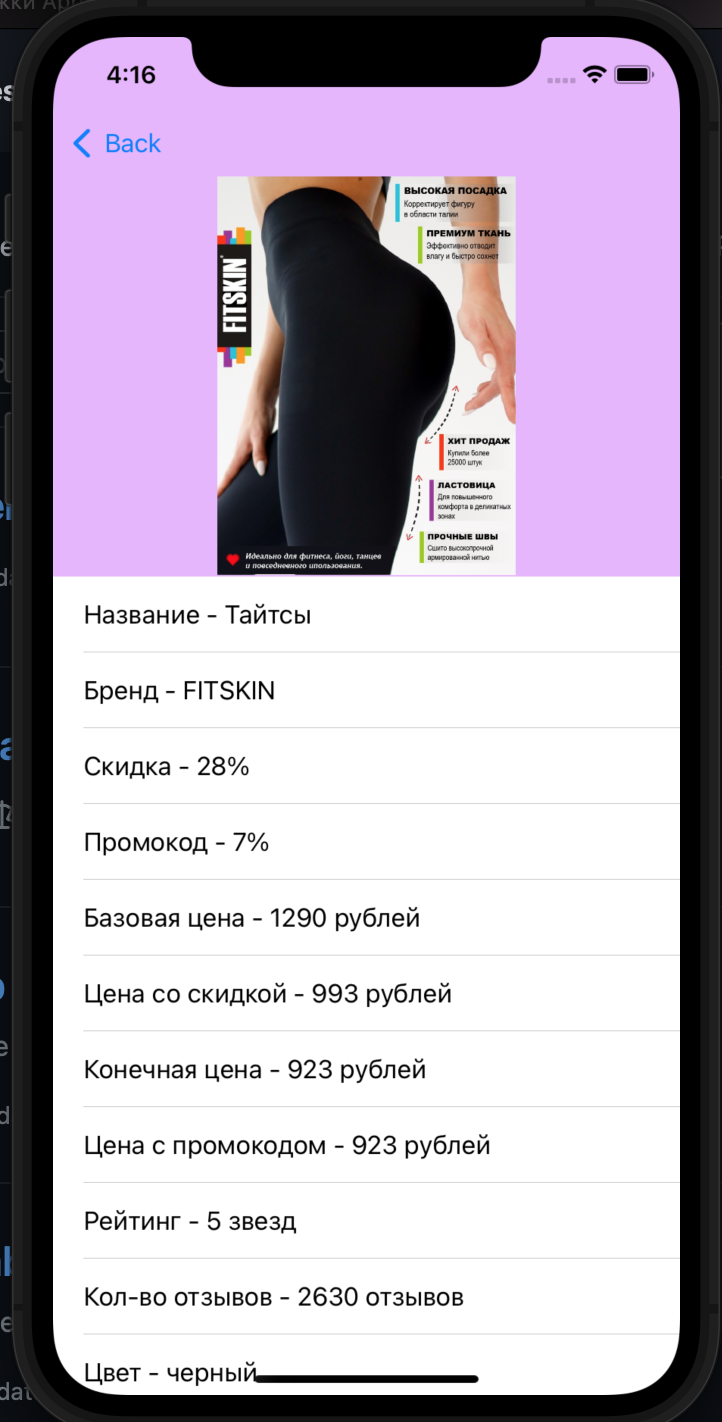 4:16
Back
ВЫСОКАЯ ПОСАДКА
Корректирует фигуру
в области талии
ПРЕМИУМ ТКАНЬ
Эффективно отводит
влагу и быстро сохнет
FITSKIN
ХИТ ПРОДАЖ
Купили более
25000 штук
ЛАСТОВИЦА
Для повышенного
комфорта в деликатных
зонах
ПРОЧНЫЕ ШВЫ
Сшито высокопрочной
армированной нитью
Идеально для фитнеса, йоги, танцев
и повседневного ипользования.
Название - Тайтсы
Бренд - FITSKIN
Скидка - 28%
Промокод - 7%
Базовая цена - 1290 рублей
Цена со скидкой - 993 рублей
Конечная цена - 923 рублей
Цена с промокодом - 923 рублей
Рейтинг - 5 звезд
Кол-во отзывов - 2630 отзывов
Цвет - черный